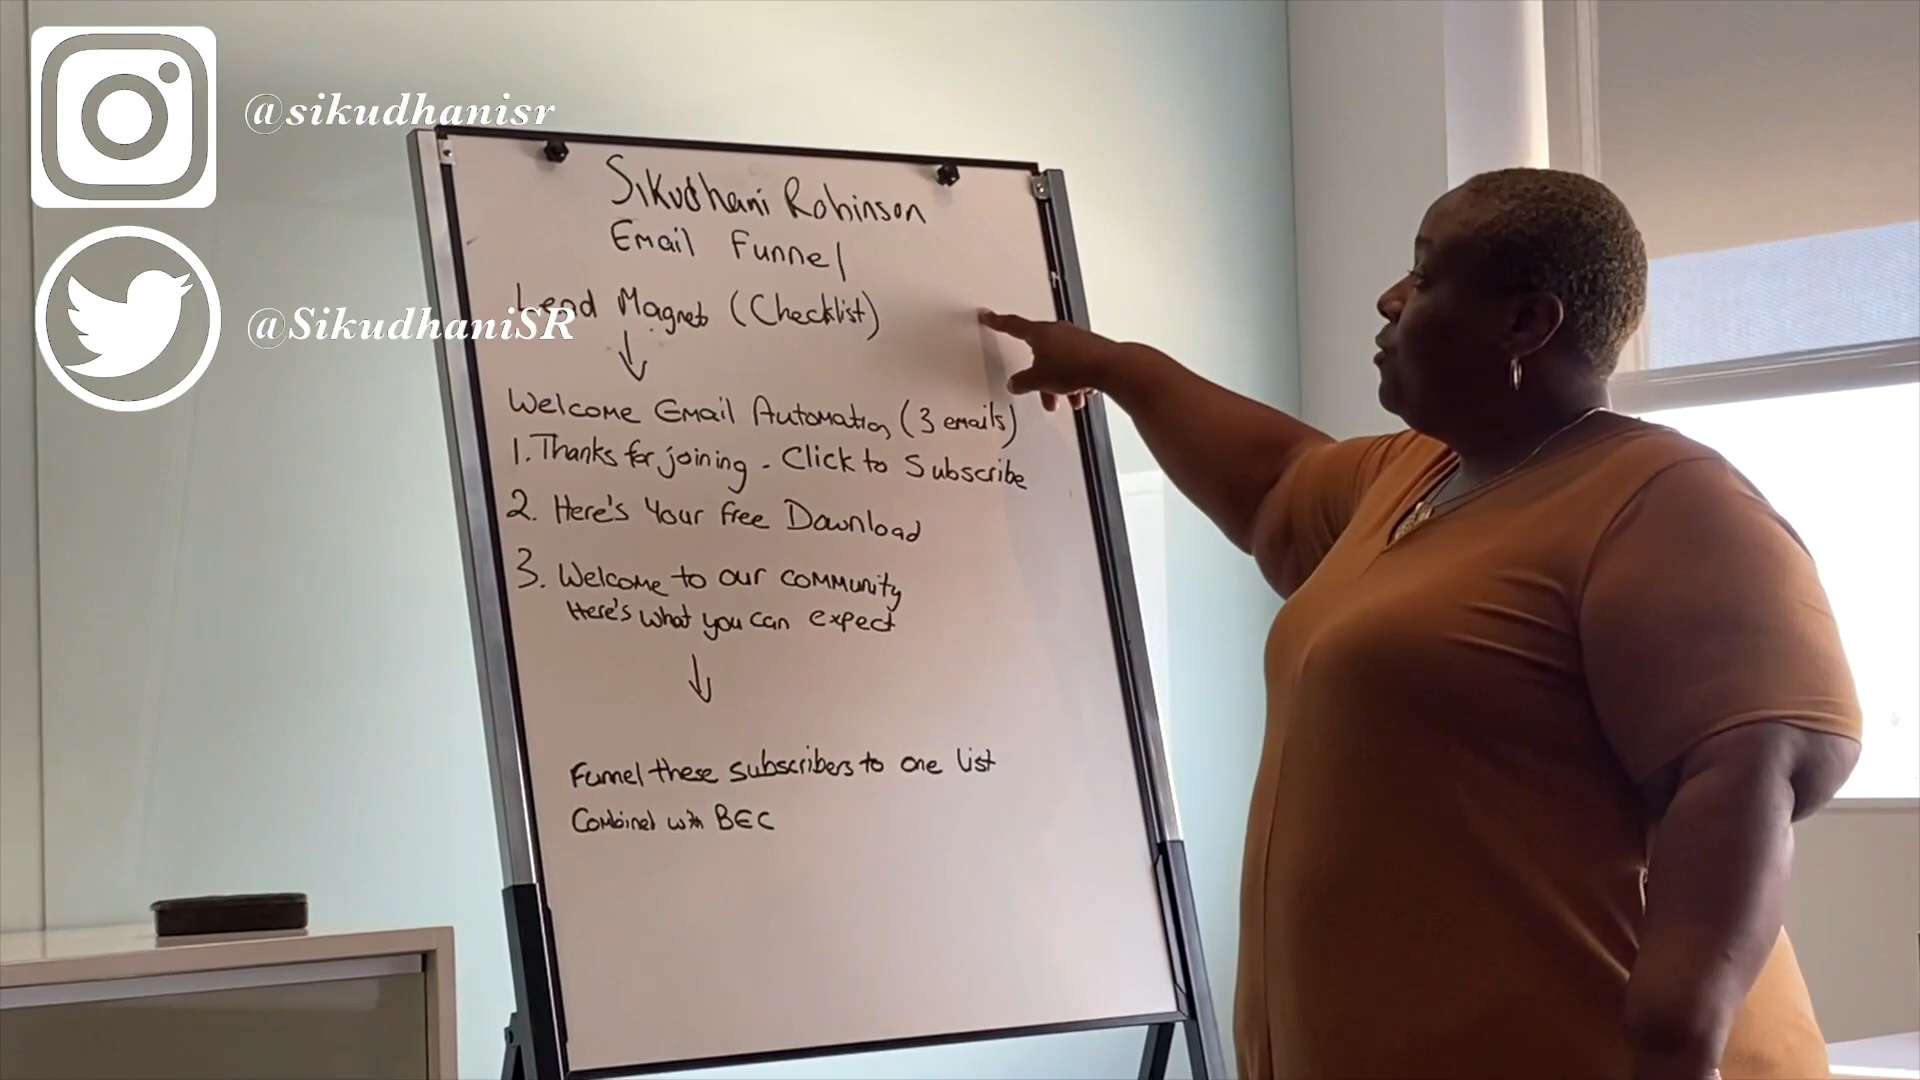 @sikudhanisr
@SikudhaniSR
Sikudhani Robinson
Email Funnel
Lead Magnet (Checklist)
Welcome Email Automation (3 emails)
1. Thanks for joining - Click to Subscribe
2. Here's Your free Download
3. Welcome to our community
Here's what you can expect
Funnel these subscribers to one list
Combined with BEC